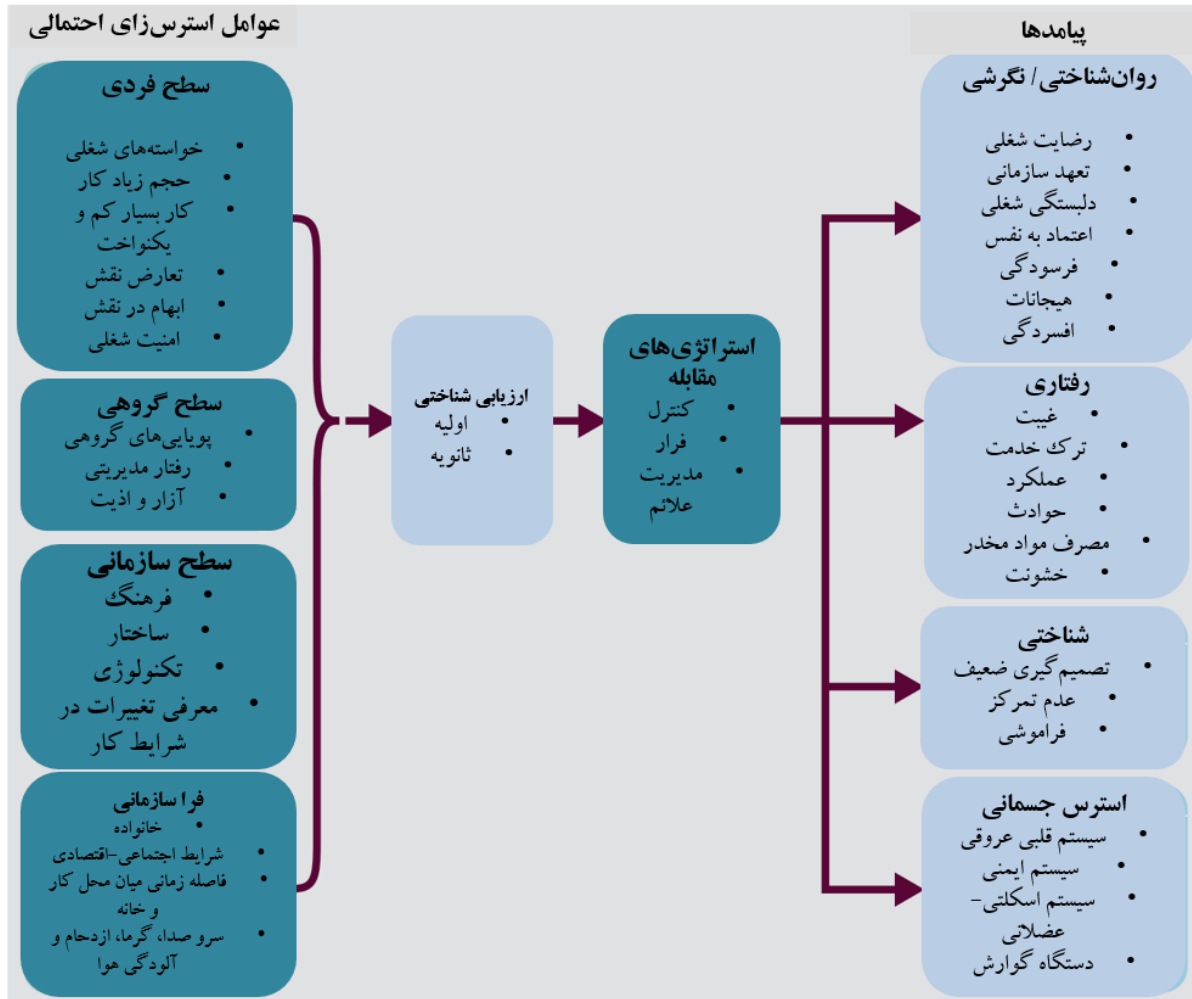 عوامل استرس‌زای احتمالی
سطح فردی
• خواسته‌های شغلی
• حجم زیاد کار
• کار بسیار کم و
یکنواخت
• تعارض نقش
• ابهام در نقش
• امنیت شغلی
سطح گروهی
• پویایی‌های گروهی
• رفتار مدیریتی
• آزار و اذیت
سطح سازمانی
• فرهنگ
• ساختار
• تکنولوژی
• معرفی تغییرات در
شرایط کار
فرا سازمانی
• خانواده
• شرایط اجتماعی-اقتصادی
• فاصله زمانی میان محل کار
و خانه
• سرو صدا، گرما، ازدحام و
آلودگی هوا
ارزیابی شناختی
• اولیه
• ثانویه
استراتژی‌های
مقابله
• کنترل
• فرار
• مدیریت
علائم
پیامدها
روان‌شناختی/ نگرشی
• رضایت شغلی
• تعهد سازمانی
• دلبستگی شغلی
• اعتماد به نفس
• فرسودگی
• هیجانات
• افسردگی
رفتاری
• غیبت
• ترک خدمت
• عملکرد
• حوادث
• مصرف مواد مخدر
• خشونت
شناختی
• تصمیم‌گیری ضعیف
• عدم تمرکز
• فراموشی
استرس جسمانی
• سیستم قلبی عروقی
• سیستم ایمنی
• سیستم اسکلتی-
عضلانی
• دستگاه گوارش